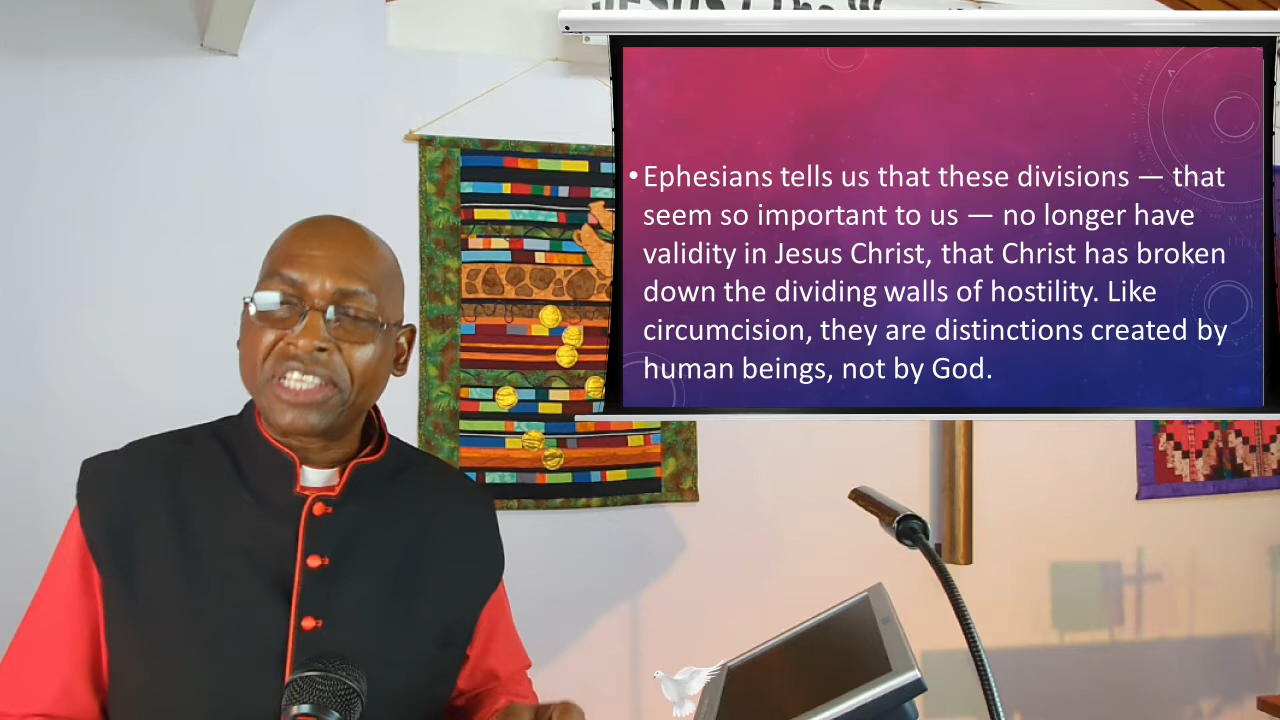 JESUS
• Ephesians tells us that these divisions — that
seem so important to us — no longer have
validity in Jesus Christ, that Christ has broken
down the dividing walls of hostility. Like
circumcision, they are distinctions created by
human beings, not by God.